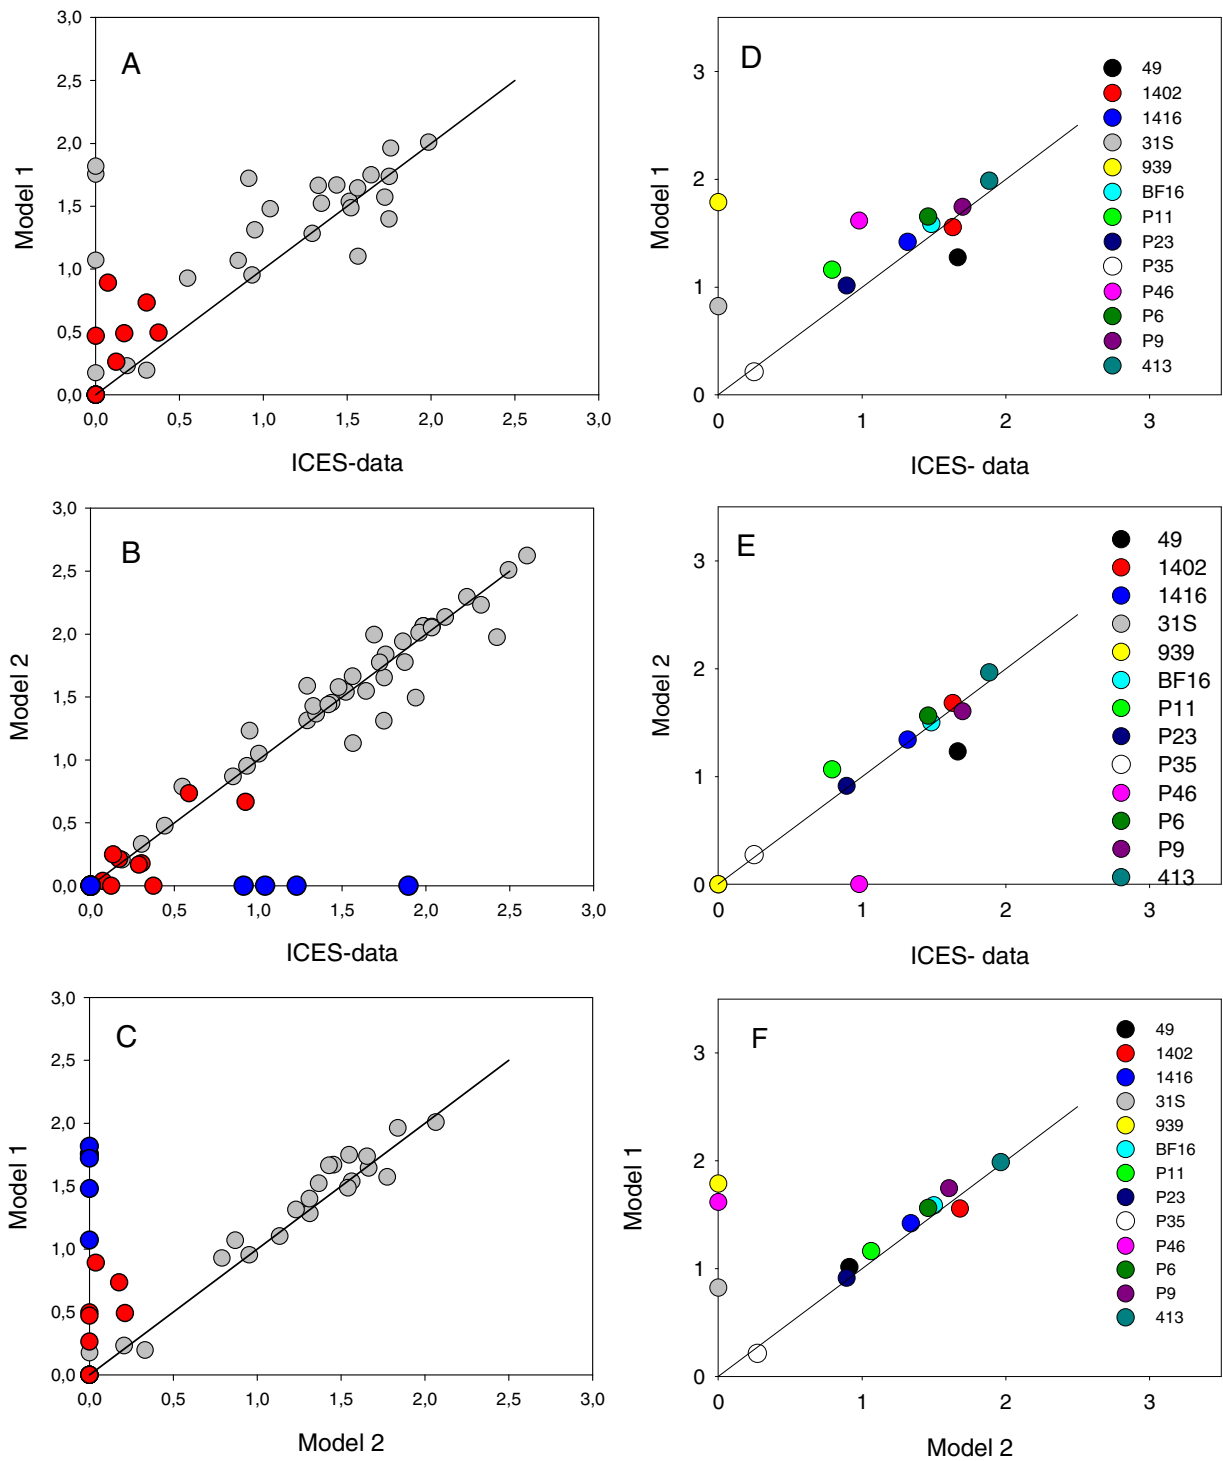 A
3,0
2,5
2,0
1,5
1,0
0,5
0,0
Model 1
0,0 0,5 1,0 1,5 2,0 2,5 3,0
ICES-data
D
3
2
1
0
Model 1
0 1 2 3
ICES- data
49
1402
1416
31S
939
BF16
P11
P23
P35
P46
P6
P9
413
B
3,0
2,5
2,0
1,5
1,0
0,5
0,0
Model 2
0,0 0,5 1,0 1,5 2,0 2,5 3,0
ICES-data
E
3
2
1
0
Model 2
0 1 2 3
ICES- data
49
1402
1416
31S
939
BF16
P11
P23
P35
P46
P6
P9
413
C
3,0
2,5
2,0
1,5
1,0
0,5
0,0
Model 1
0,0 0,5 1,0 1,5 2,0 2,5 3,0
Model 2
F
3
2
1
0
Model 1
0 1 2 3
Model 2
49
1402
1416
31S
939
BF16
P11
P23
P35
P46
P6
P9
413